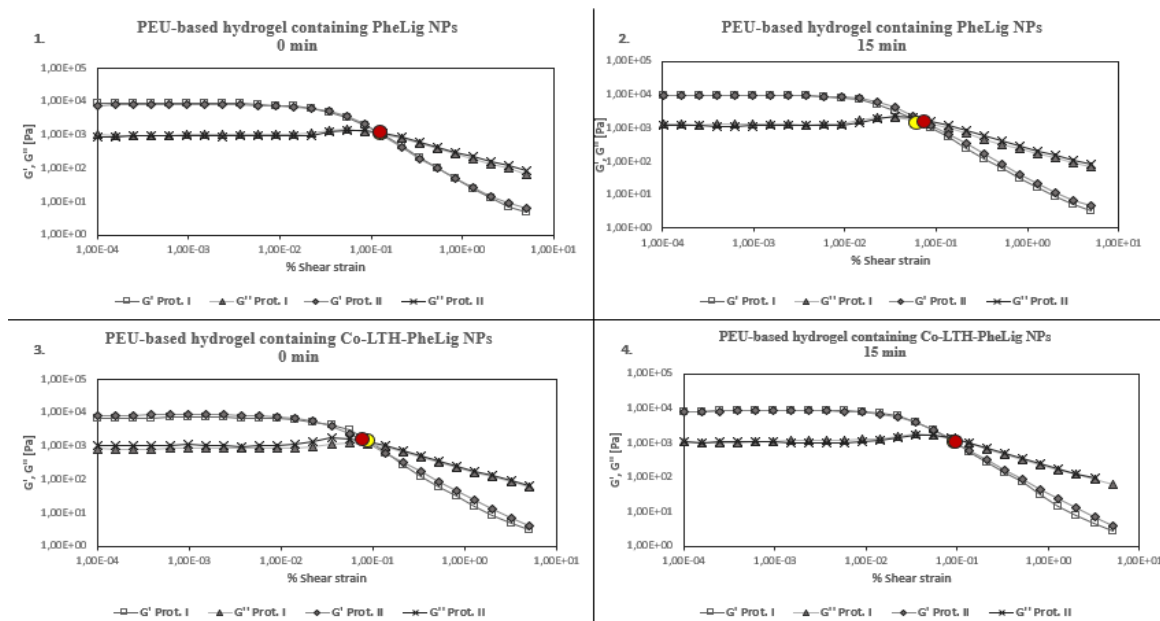 1.
PEU-based hydrogel containing PheLig NPs
0 min
1,00E+05
1,00E+04
1,00E+03
1,00E+02
1,00E+01
1,00E+00
G', G'' [Pa]
1,00E-04 1,00E-03 1,00E-02 1,00E-01 1,00E+00 1,00E+01
% Shear strain
G' Prot. I G'' Prot. I G' Prot. II G'' Prot. II
2.
PEU-based hydrogel containing PheLig NPs
15 min
1,00E+05
1,00E+04
1,00E+03
1,00E+02
1,00E+01
1,00E+00
G', G'' [Pa]
1,00E-04 1,00E-03 1,00E-02 1,00E-01 1,00E+00 1,00E+01
% Shear strain
G' Prot. I G'' Prot. I G' Prot. II G'' Prot. II
3.
PEU-based hydrogel containing Co-LTH-PheLig NPs
0 min
1,00E+05
1,00E+04
1,00E+03
1,00E+02
1,00E+01
1,00E+00
G', G'' [Pa]
1,00E-04 1,00E-03 1,00E-02 1,00E-01 1,00E+00 1,00E+01
% Shear strain
G' Prot. I G'' Prot. I G' Prot. II G'' Prot. II
4.
PEU-based hydrogel containing Co-LTH-PheLig NPs
15 min
1,00E+05
1,00E+04
1,00E+03
1,00E+02
1,00E+01
1,00E+00
G', G'' [Pa]
1,00E-04 1,00E-03 1,00E-02 1,00E-01 1,00E+00 1,00E+01
% Shear strain
G' Prot. I G'' Prot. I G' Prot. II G'' Prot. II